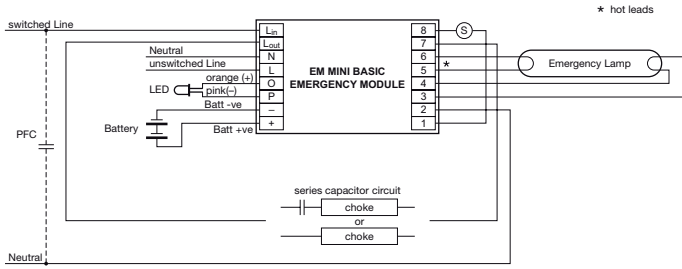 * hot leads
switched Line
Lin
Lout
N
L
O
P
–
+
8
7
6
5
4
3
2
1
S
*
Neutral
unswitched Line
orange (+)
pink(–)
LED
Batt -ve
Battery
Batt +ve
EM MINI BASIC
EMERGENCY MODULE
Emergency Lamp
PFC
series capacitor circuit
choke
or
choke
Neutral